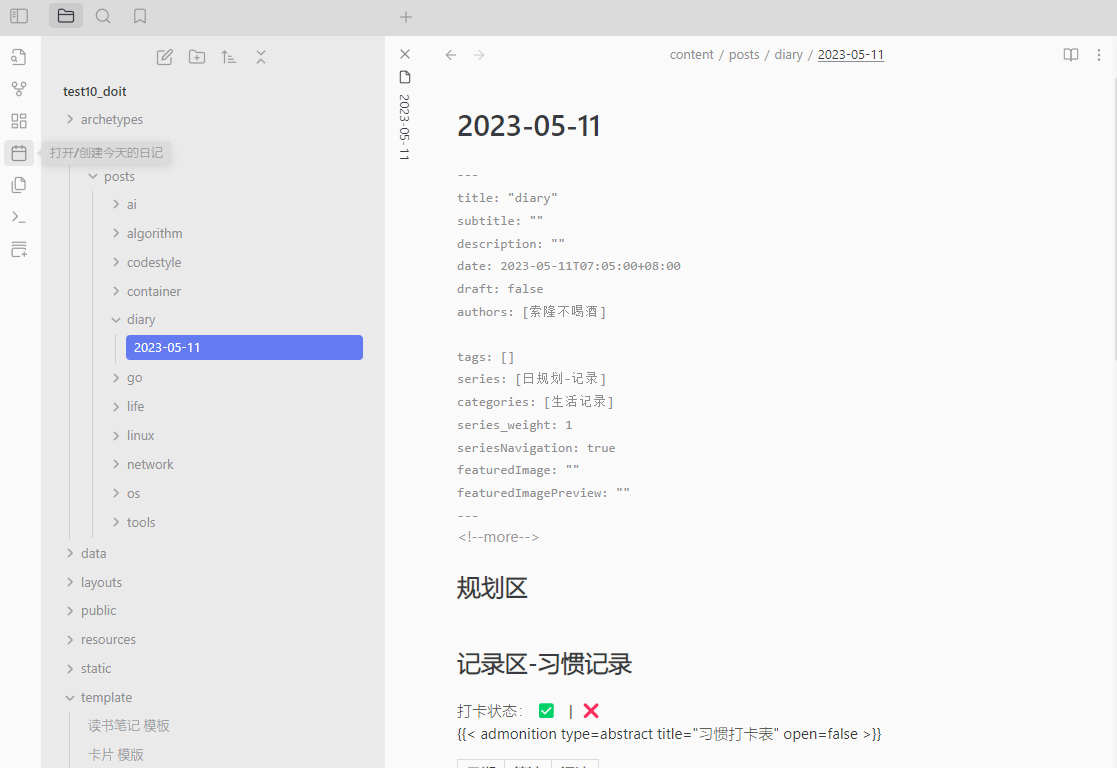 content / posts / diary / 2023-05-11
test10_doit
archetypes
打开/创建今天的日记
posts
ai
algorithm
codestyle
container
diary
2023-05-11
go
life
linux
network
os
tools
data
layouts
public
resources
static
template
读书笔记 模板
卡片 模版
2023-05-11
2023-05-11
---
title: "diary"
subtitle: ""
description: ""
date: 2023-05-11T07:05:00+08:00
draft: false
authors: [索隆不喝酒]
tags: []
series: [日规划-记录]
categories: [生活记录]
series_weight: 1
seriesNavigation: true
featuredImage: ""
featuredImagePreview: ""
---
<!--more-->
规划区
记录区-习惯记录
打卡状态： ✅ | ❌
{{< admonition type=abstract title="习惯打卡表" open=false >}}